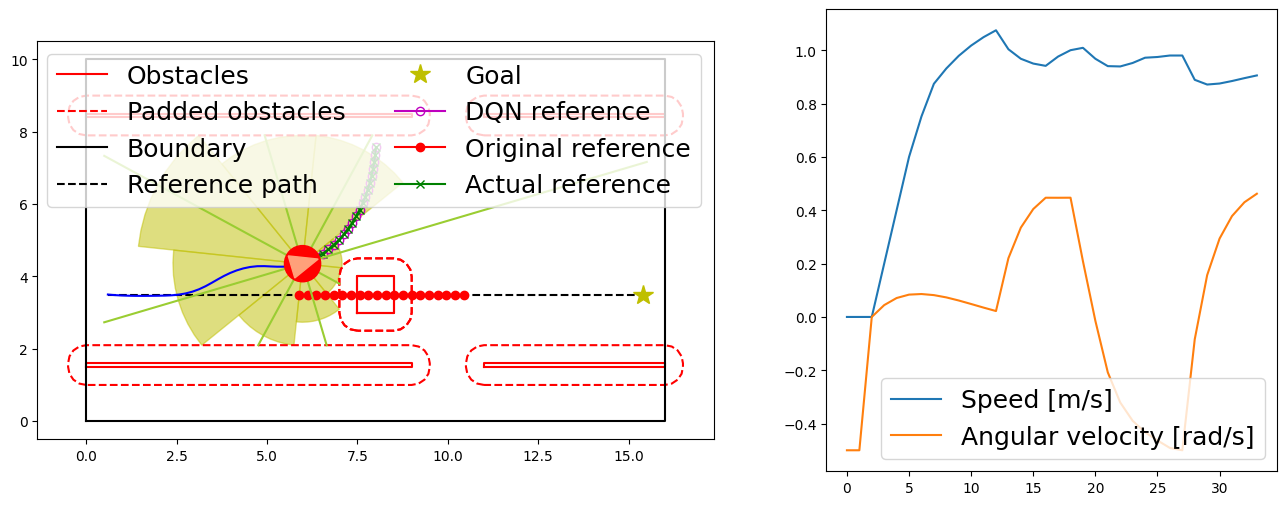 Obstacles
Padded obstacles
Boundary
Reference path
Goal
DQN reference
Original reference
Actual reference
10
8
6
4
2
0
0.0 2.5 5.0 7.5 10.0 12.5 15.0
1.0
0.8
0.6
0.4
0.2
0.0
−0.2
−0.4
Speed [m/s]
Angular velocity [rad/s]
0 5 10 15 20 25 30